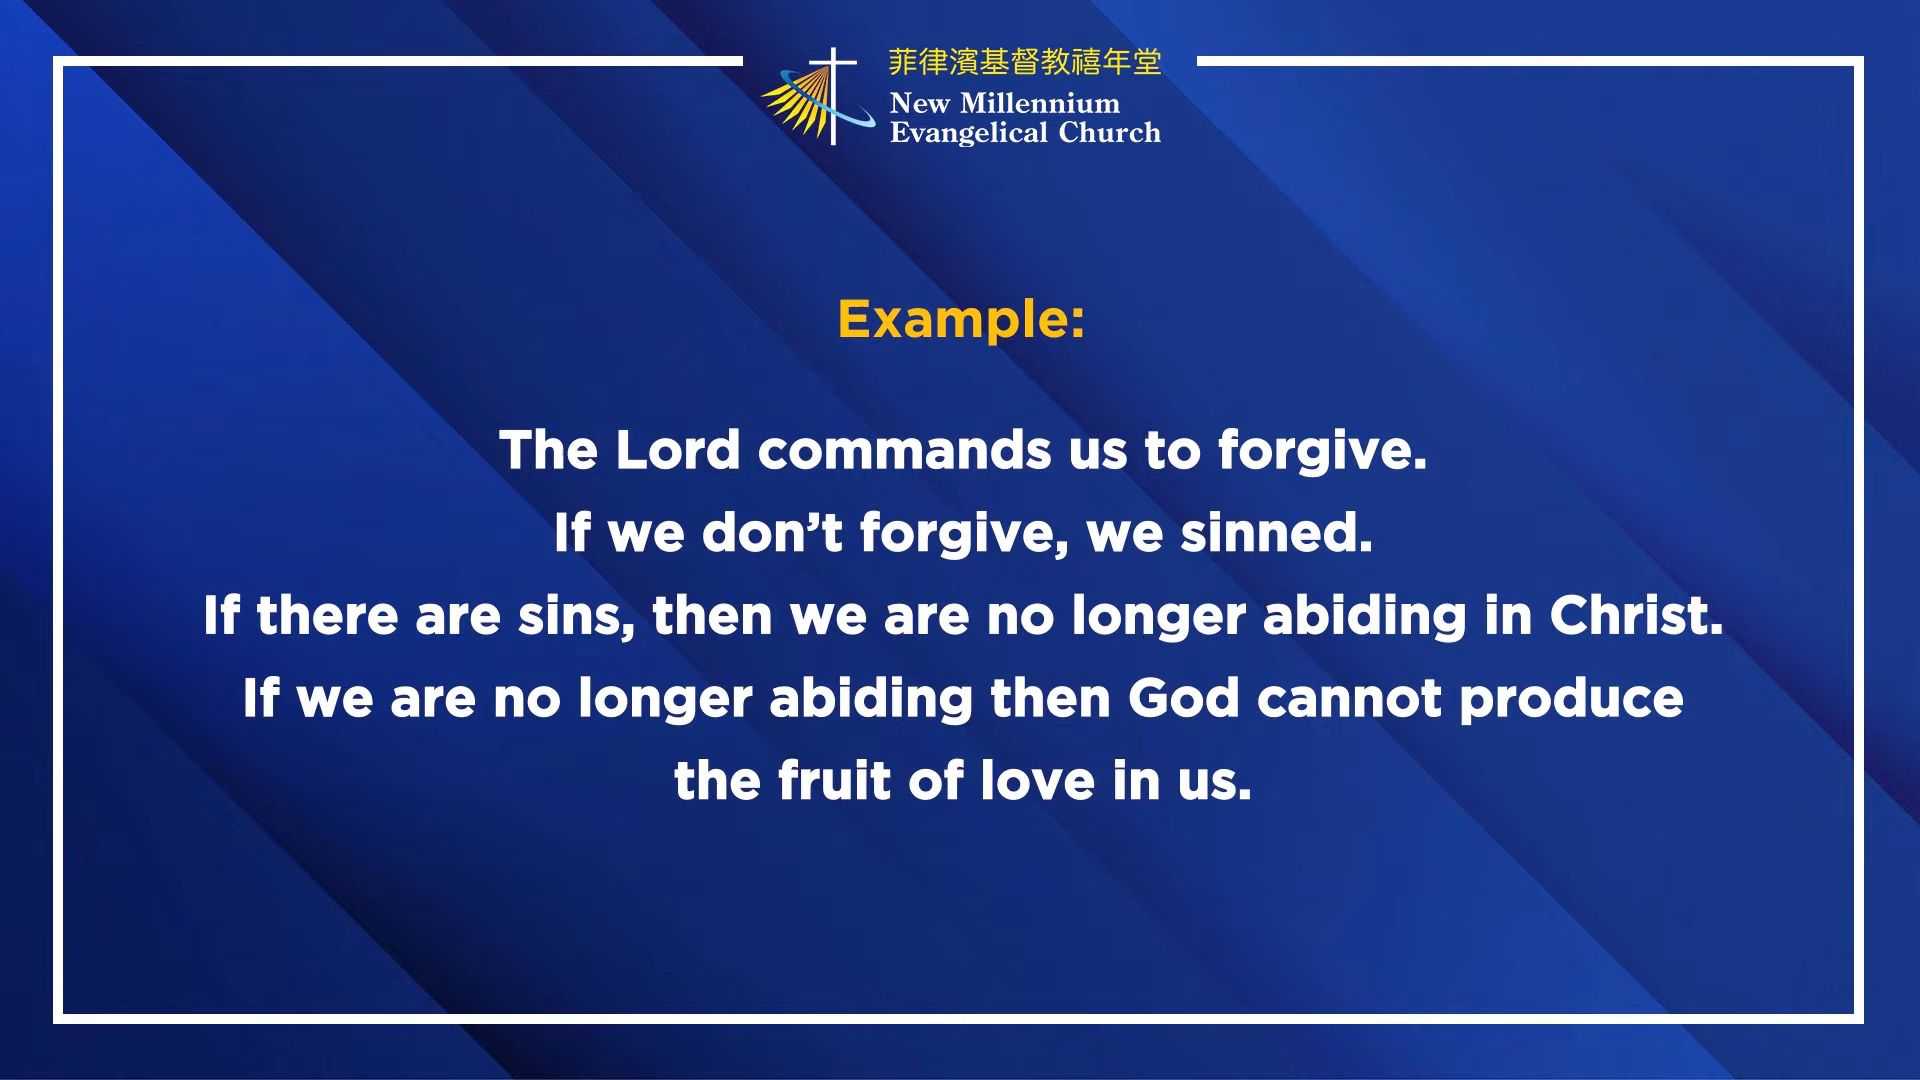 菲律濱基督教禧年堂
New Millennium
Evangelical Church
Example:
The Lord commands us to forgive.
If we don’t forgive, we sinned.
If there are sins, then we are no longer abiding in Christ.
If we are no longer abiding then God cannot produce
the fruit of love in us.